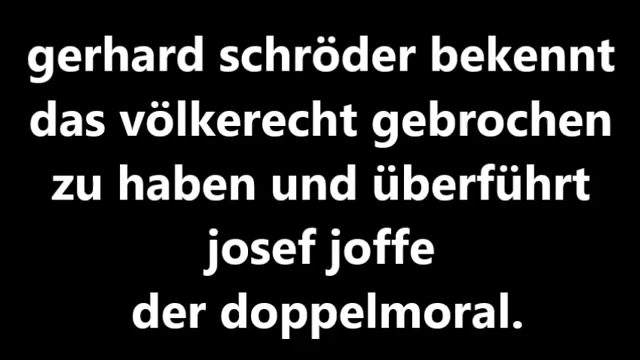 gerhard schröder bekennt
das völkerecht gebrochen
zu haben und überführt
josef joffe
der doppelmoral.